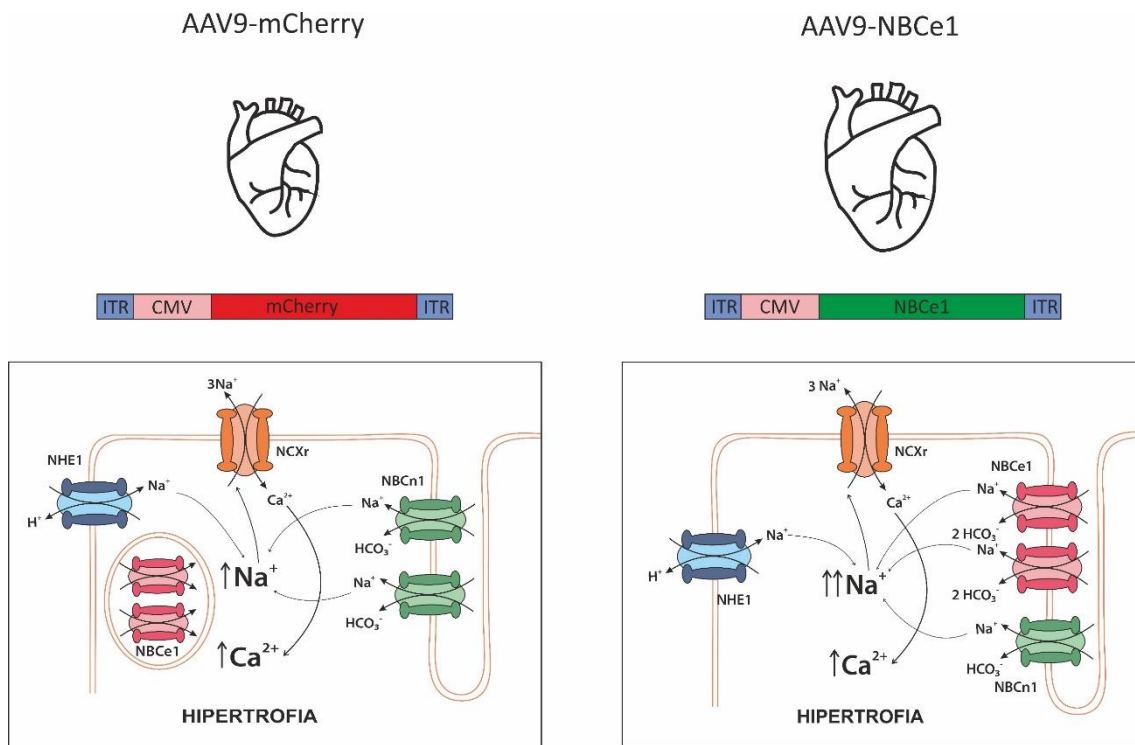 AAV9-mCherry
ITR
CMV
mCherry
ITR
3Na⁺
NCXr
NHE1
Na⁺
H⁺
Ca²⁺
NBCn1
Na⁺
HCO₃⁻
↑Na⁺
Na⁺
HCO₃⁻
NBCe1
↑Ca²⁺
HIPERTROFIA
AAV9-NBCe1
ITR
CMV
NBCe1
ITR
3 Na⁺
NCXr
NBCe1
Na⁺
Ca²⁺
2 HCO₃⁻
Na⁺
Na⁺
H⁺
NHE1
↑↑Na⁺
2 HCO₃⁻
Na⁺
↑Ca²⁺
HCO₃⁻
NBCn1
HIPERTROFIA